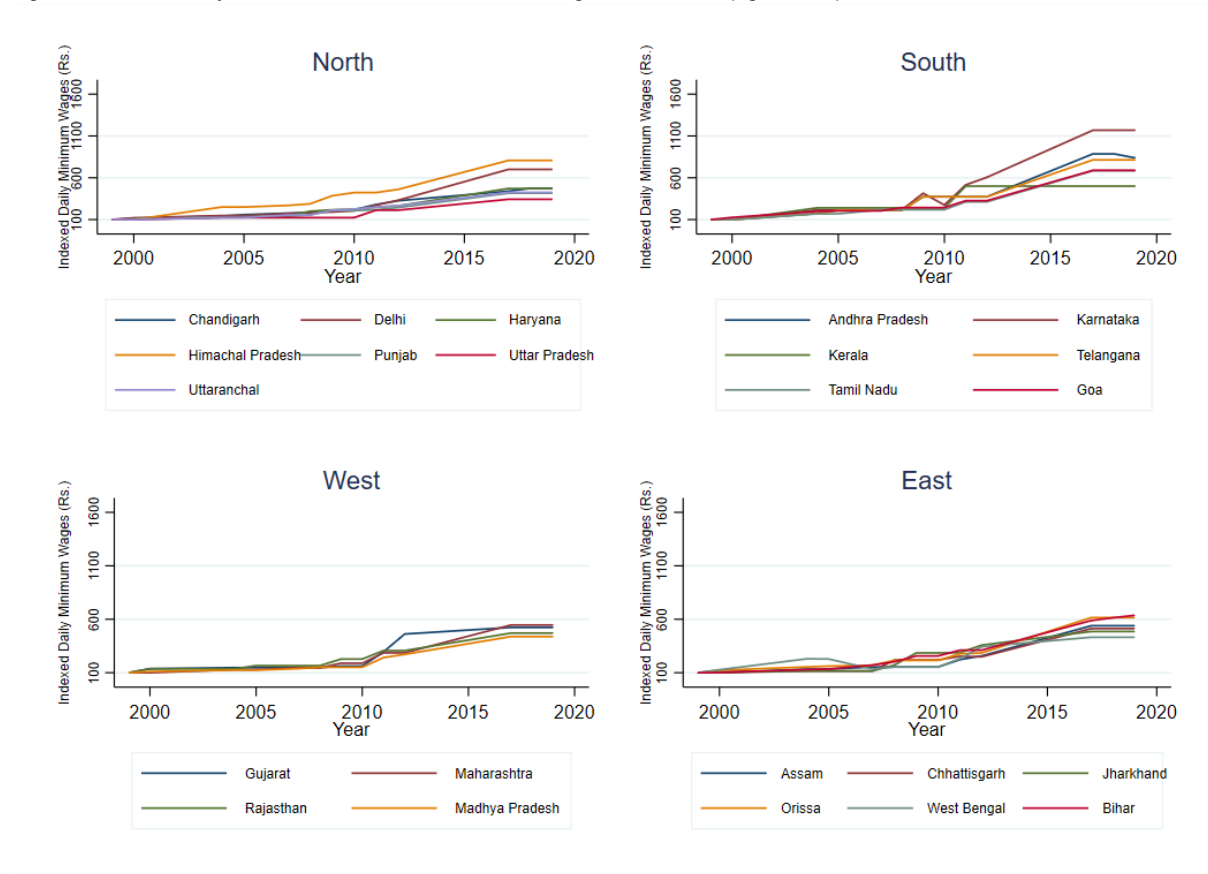 North
Indexed Daily Minimum Wages (Rs.)
1600
1100
600
100
2000 2005 2010 2015 2020
Year
Chandigarh Delhi Haryana
Himachal Pradesh Punjab Uttar Pradesh
Uttaranchal
South
Indexed Daily Minimum Wages (Rs.)
1600
1100
600
100
2000 2005 2010 2015 2020
Year
Andhra Pradesh Karnataka
Kerala Telangana
Tamil Nadu Goa
West
Indexed Daily Minimum Wages (Rs.)
1600
1100
600
100
2000 2005 2010 2015 2020
Year
Gujarat Maharashtra
Rajasthan Madhya Pradesh
East
Indexed Daily Minimum Wages (Rs.)
1600
1100
600
100
2000 2005 2010 2015 2020
Year
Assam Chhattisgarh Jharkhand
Orissa West Bengal Bihar